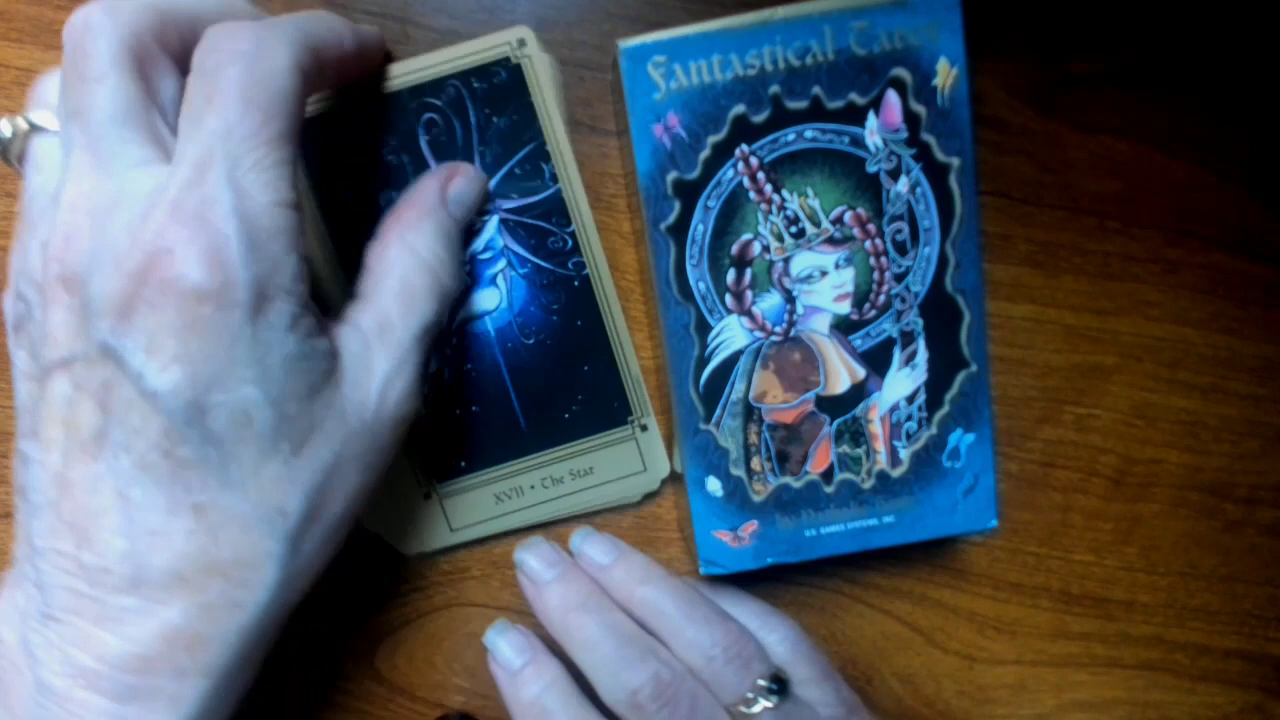 Fantastical Tarot
XVII • The Star
U.S. GAMES SYSTEMS, INC.